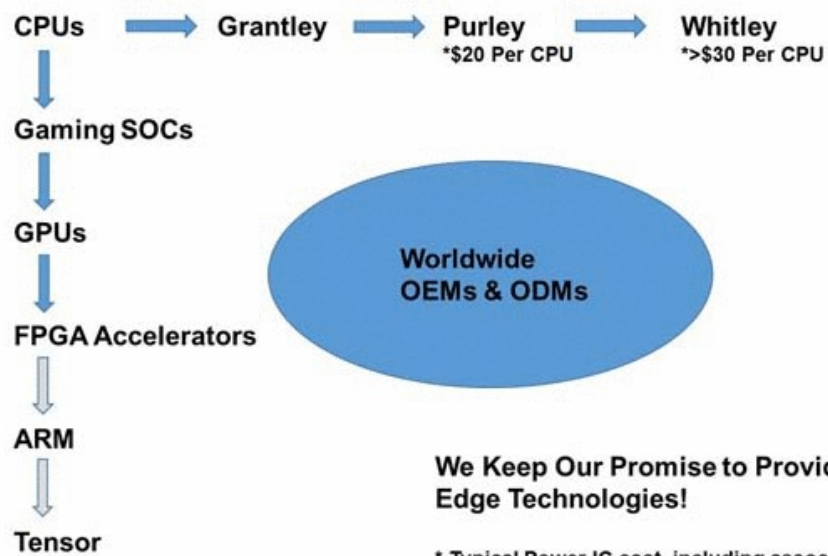 CPUs Grantley Purley Whitley
*$20 Per CPU *>$30 Per CPU
Gaming SOCs
GPUs
Worldwide
OEMs & ODMs
FPGA Accelerators
ARM
We Keep Our Promise to
Edge Technologies!
Tensor
* Typical Power IC cost, including